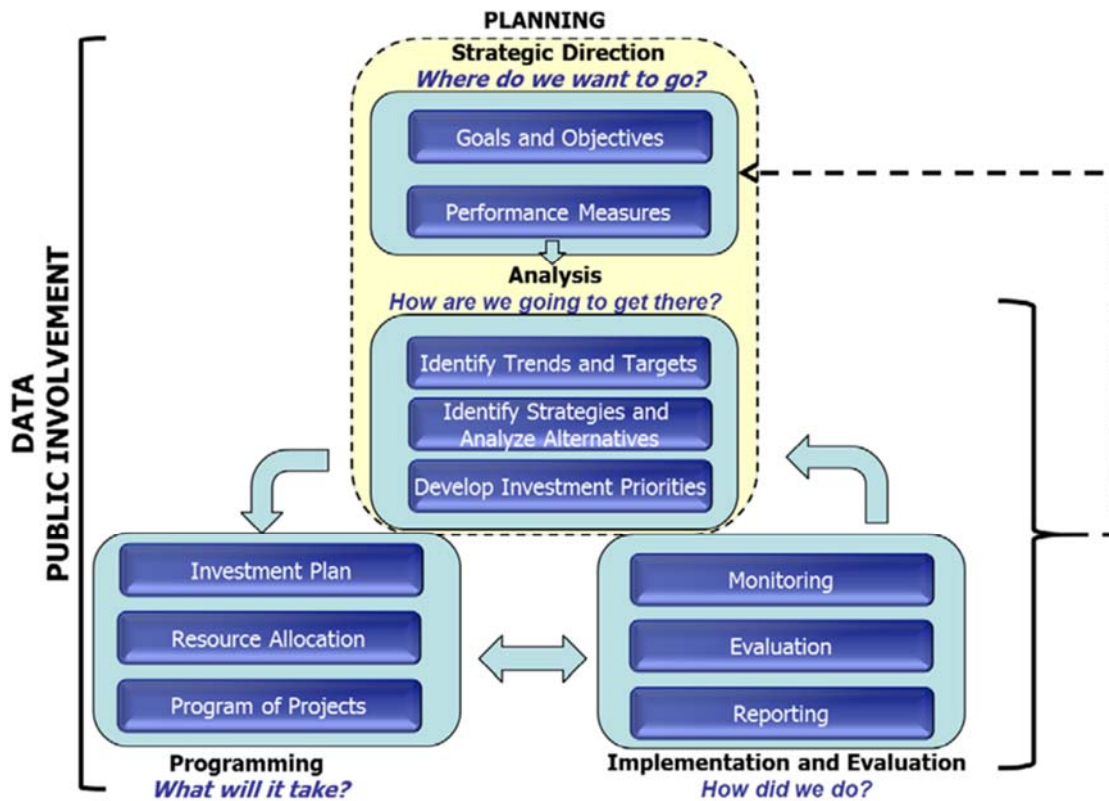 PLANNING
Strategic Direction
Where do we want to go?
Goals and Objectives
Performance Measures
Analysis
How are we going to get there?
Identify Trends and Targets
Identify Strategies and
Analyze Alternatives
Develop Investment Priorities
DATA
PUBLIC INVOLVEMENT
Investment Plan
Resource Allocation
Program of Projects
Programming
What will it take?
Monitoring
Evaluation
Reporting
Implementation and Evaluation
How did we do?